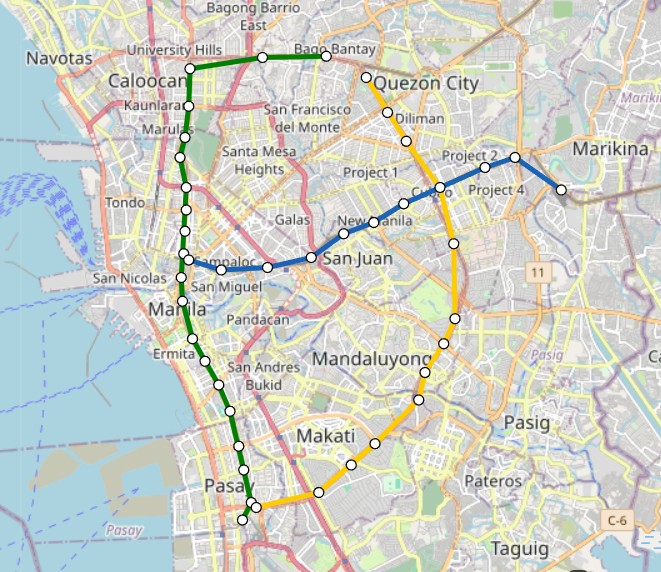 Bagong Barrio
East
Navotas
University Hills
Bago Bantay
Caloocan
Quezon City
Kaunlaran
San Francisco
del Monte
Diliman
Marulas
Marikina
Santa Mesa
Heights
Project 2
Project 1
Cubao
Project 4
Tondo
Galas
New Manila
Sampaloc
San Juan
11
San Nicolas
San Miguel
Manila
Pandacan
Ermita
Mandaluyong
Pasig
San Andres
Bukid
Makati
Pasig
Pasay
Pateros
C-6
Pasay
Taguig